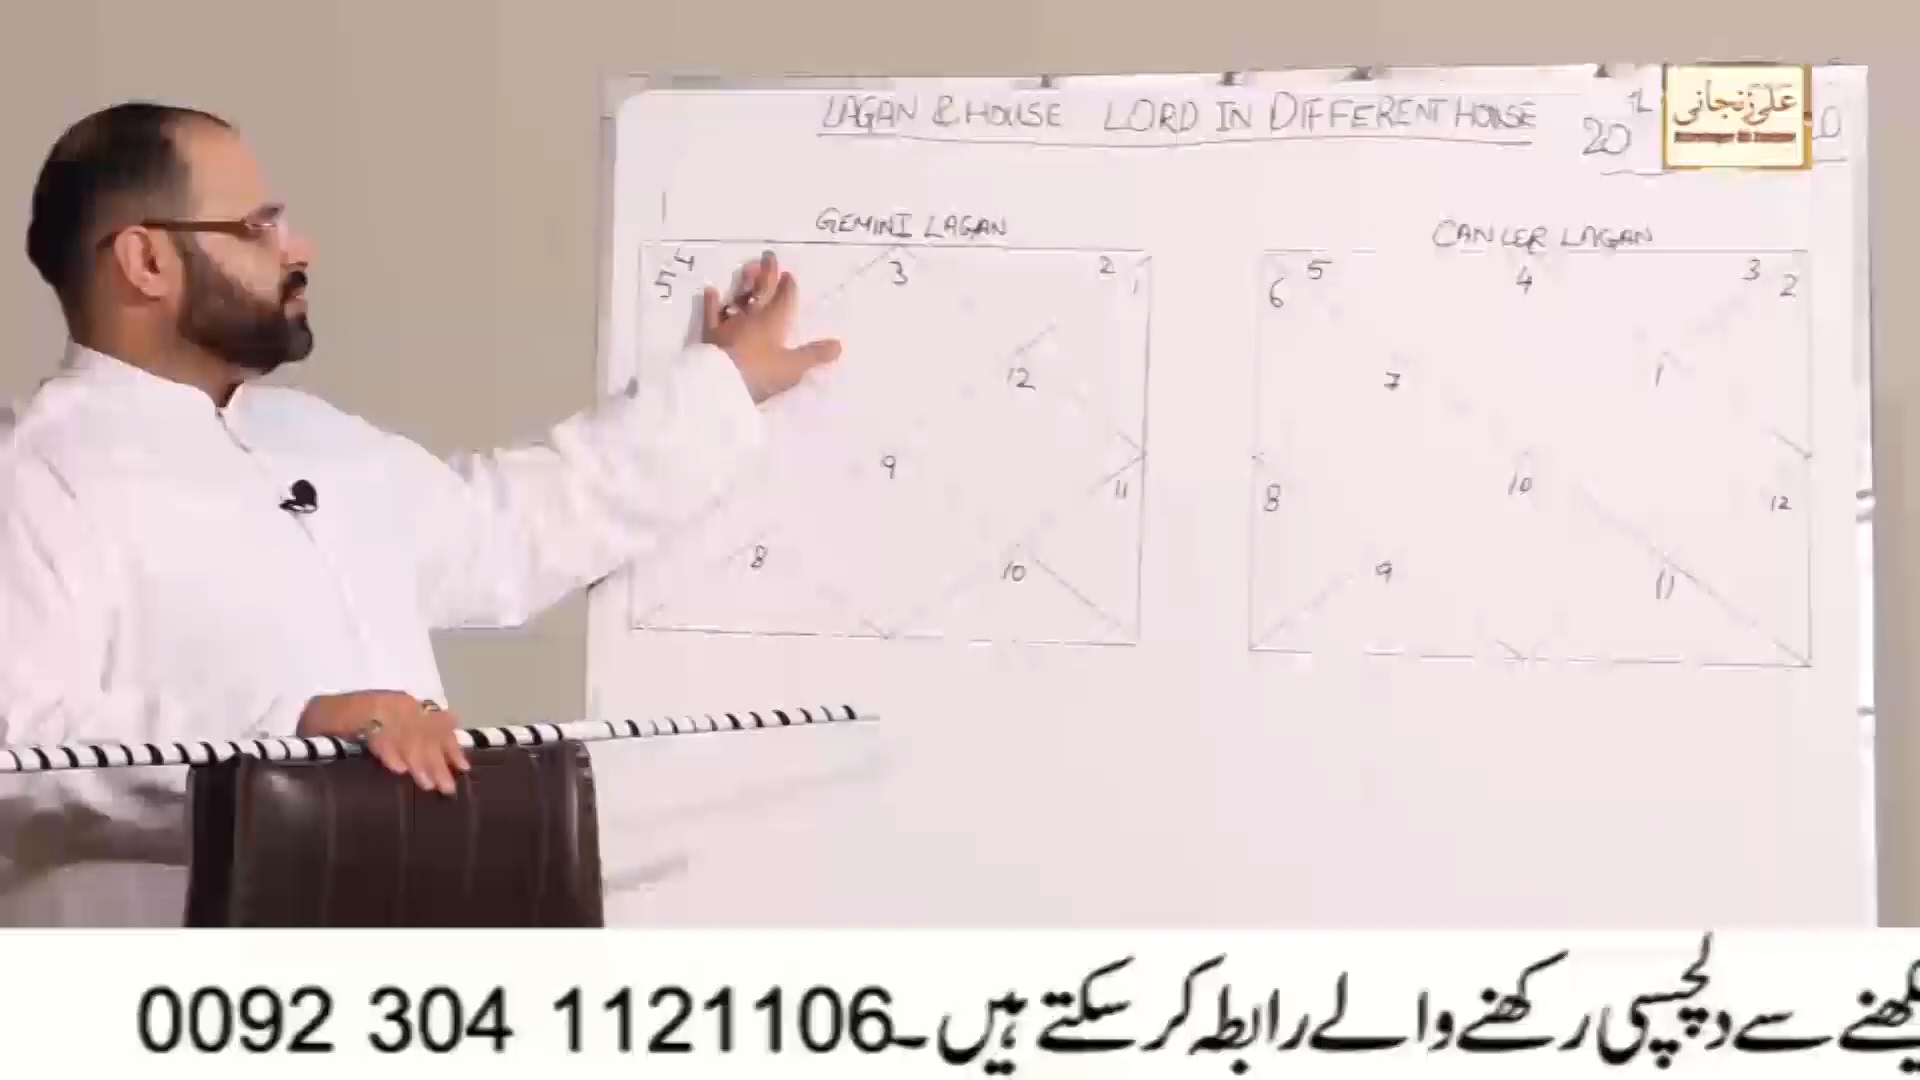 LAGAN & HOUSE LORD IN DIFFERENT HOUSE
20
علی زنجانی
GEMINI LAGAN
CANCER LAGAN
4 3 2
5 1
12
9
11
8 10
5 4 3
6 2
7 1
10
8 12
9 11
سے دلچسپی رکھنے والے رابطہ کر سکتے ہیں۔ 0092 304 1121106